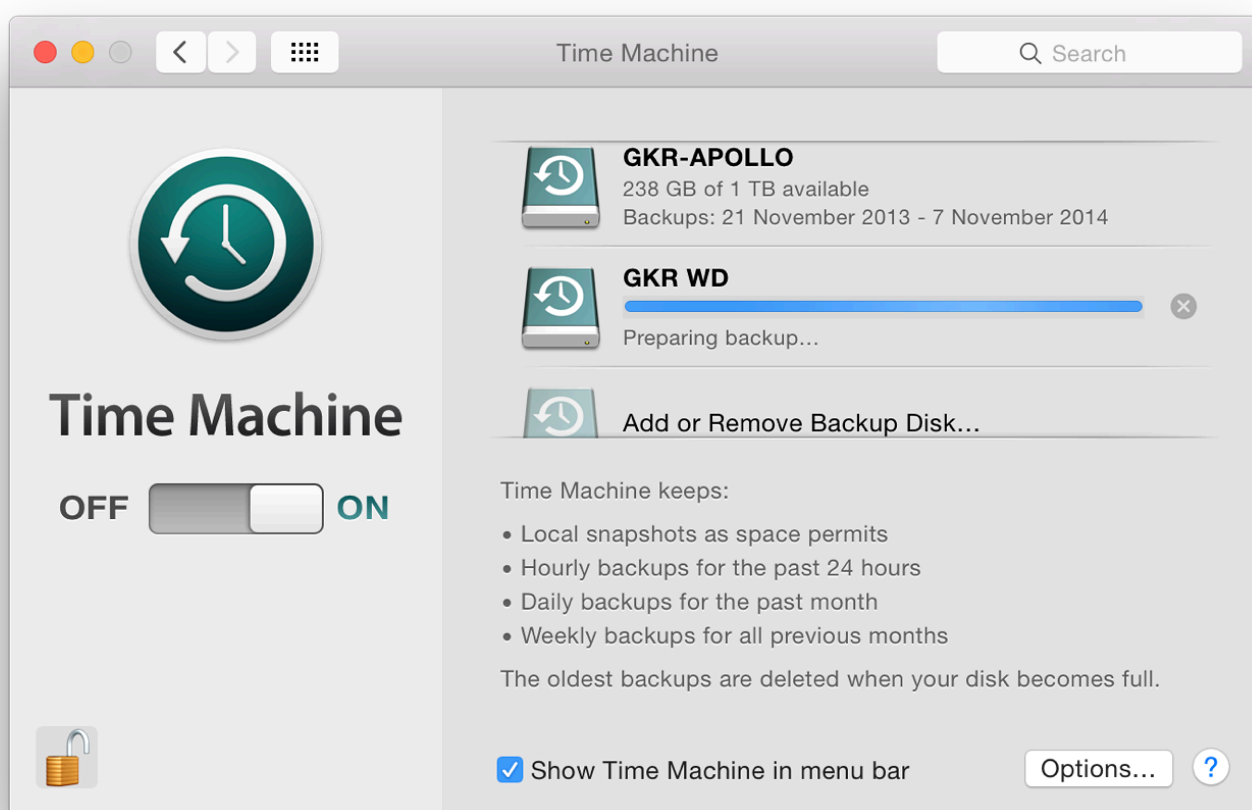 Time Machine
Search
GKR-APOLLO
238 GB of 1 TB available
Backups: 21 November 2013 - 7 November 2014
GKR WD
Preparing backup...
Add or Remove Backup Disk...
Time Machine
OFF ON
Time Machine keeps:
• Local snapshots as space permits
• Hourly backups for the past 24 hours
• Daily backups for the past month
• Weekly backups for all previous months
The oldest backups are deleted when your disk becomes full.
Show Time Machine in menu bar
Options...
?